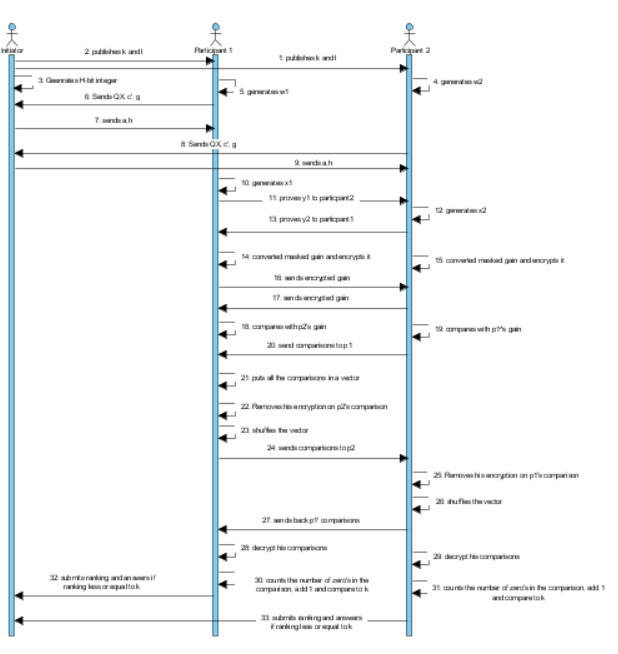 Initiator
Participant 1
Participant 2
2: publishes k and l
1: publishes k and l
3: Geenrates H-bit integer
4: generates w2
5: generates w1
6: Sends QX, c', g
7: sends a,h
8: Sends QX, c', g
9: sends a,h
10: generates x1
11: proves y1 to particpant 2
12: generates x2
13: proves y2 to participant 1
14: converted masked gain and encrypts it
15: converted masked gain and encrypts it
16: sends encrypted gain
17: sends encrypted gain
18: compares with p2's gain
19: compares with p1's gain
20: send comparisons to p 1
21: puts all the comparisons in a vector
22: Removes his encryption on p2's comparison
23: shuffles the vector
24: sends comparisons to p2
25: Removes his encryption on p1's comparison
26: shuffles the vector
27: sends back p1' comparisons
28: decrypt his comparisons
29: decrypt his comparisons
30: counts the number of zero's in the
comparison, add 1 and compare to k
31: counts the number of zero's in the comparison, add 1
and compare to k
32: submits ranking and answers if
ranking less or equal to k
33: submits ranking and answers
if ranking less or equal to k